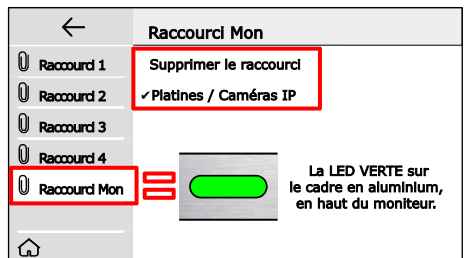 Raccourci Mon
Raccourci 1
Raccourci 2
Raccourci 3
Raccourci 4
Raccourci Mon
Supprimer le raccourci
✓Platines / Caméras IP
La LED VERTE sur
le cadre en aluminium,
en haut du moniteur.